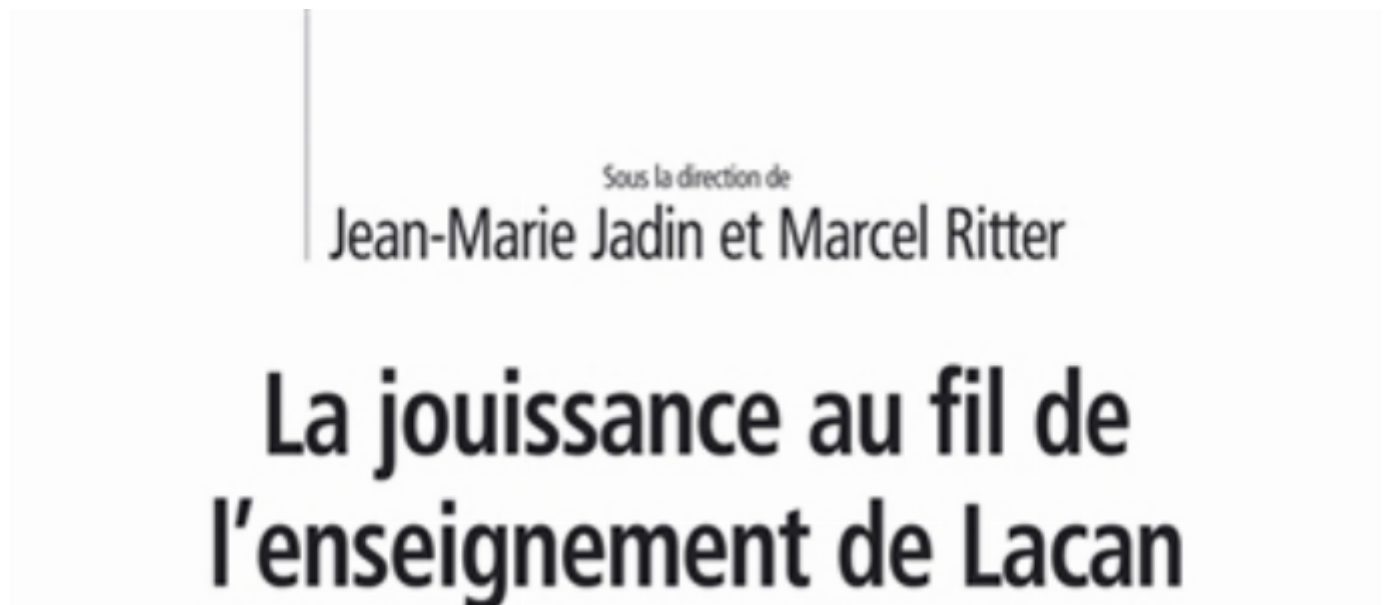 Sous la direction de
Jean-Marie Jadin et Marcel Ritter
La jouissance au fil de
l’enseignement de Lacan